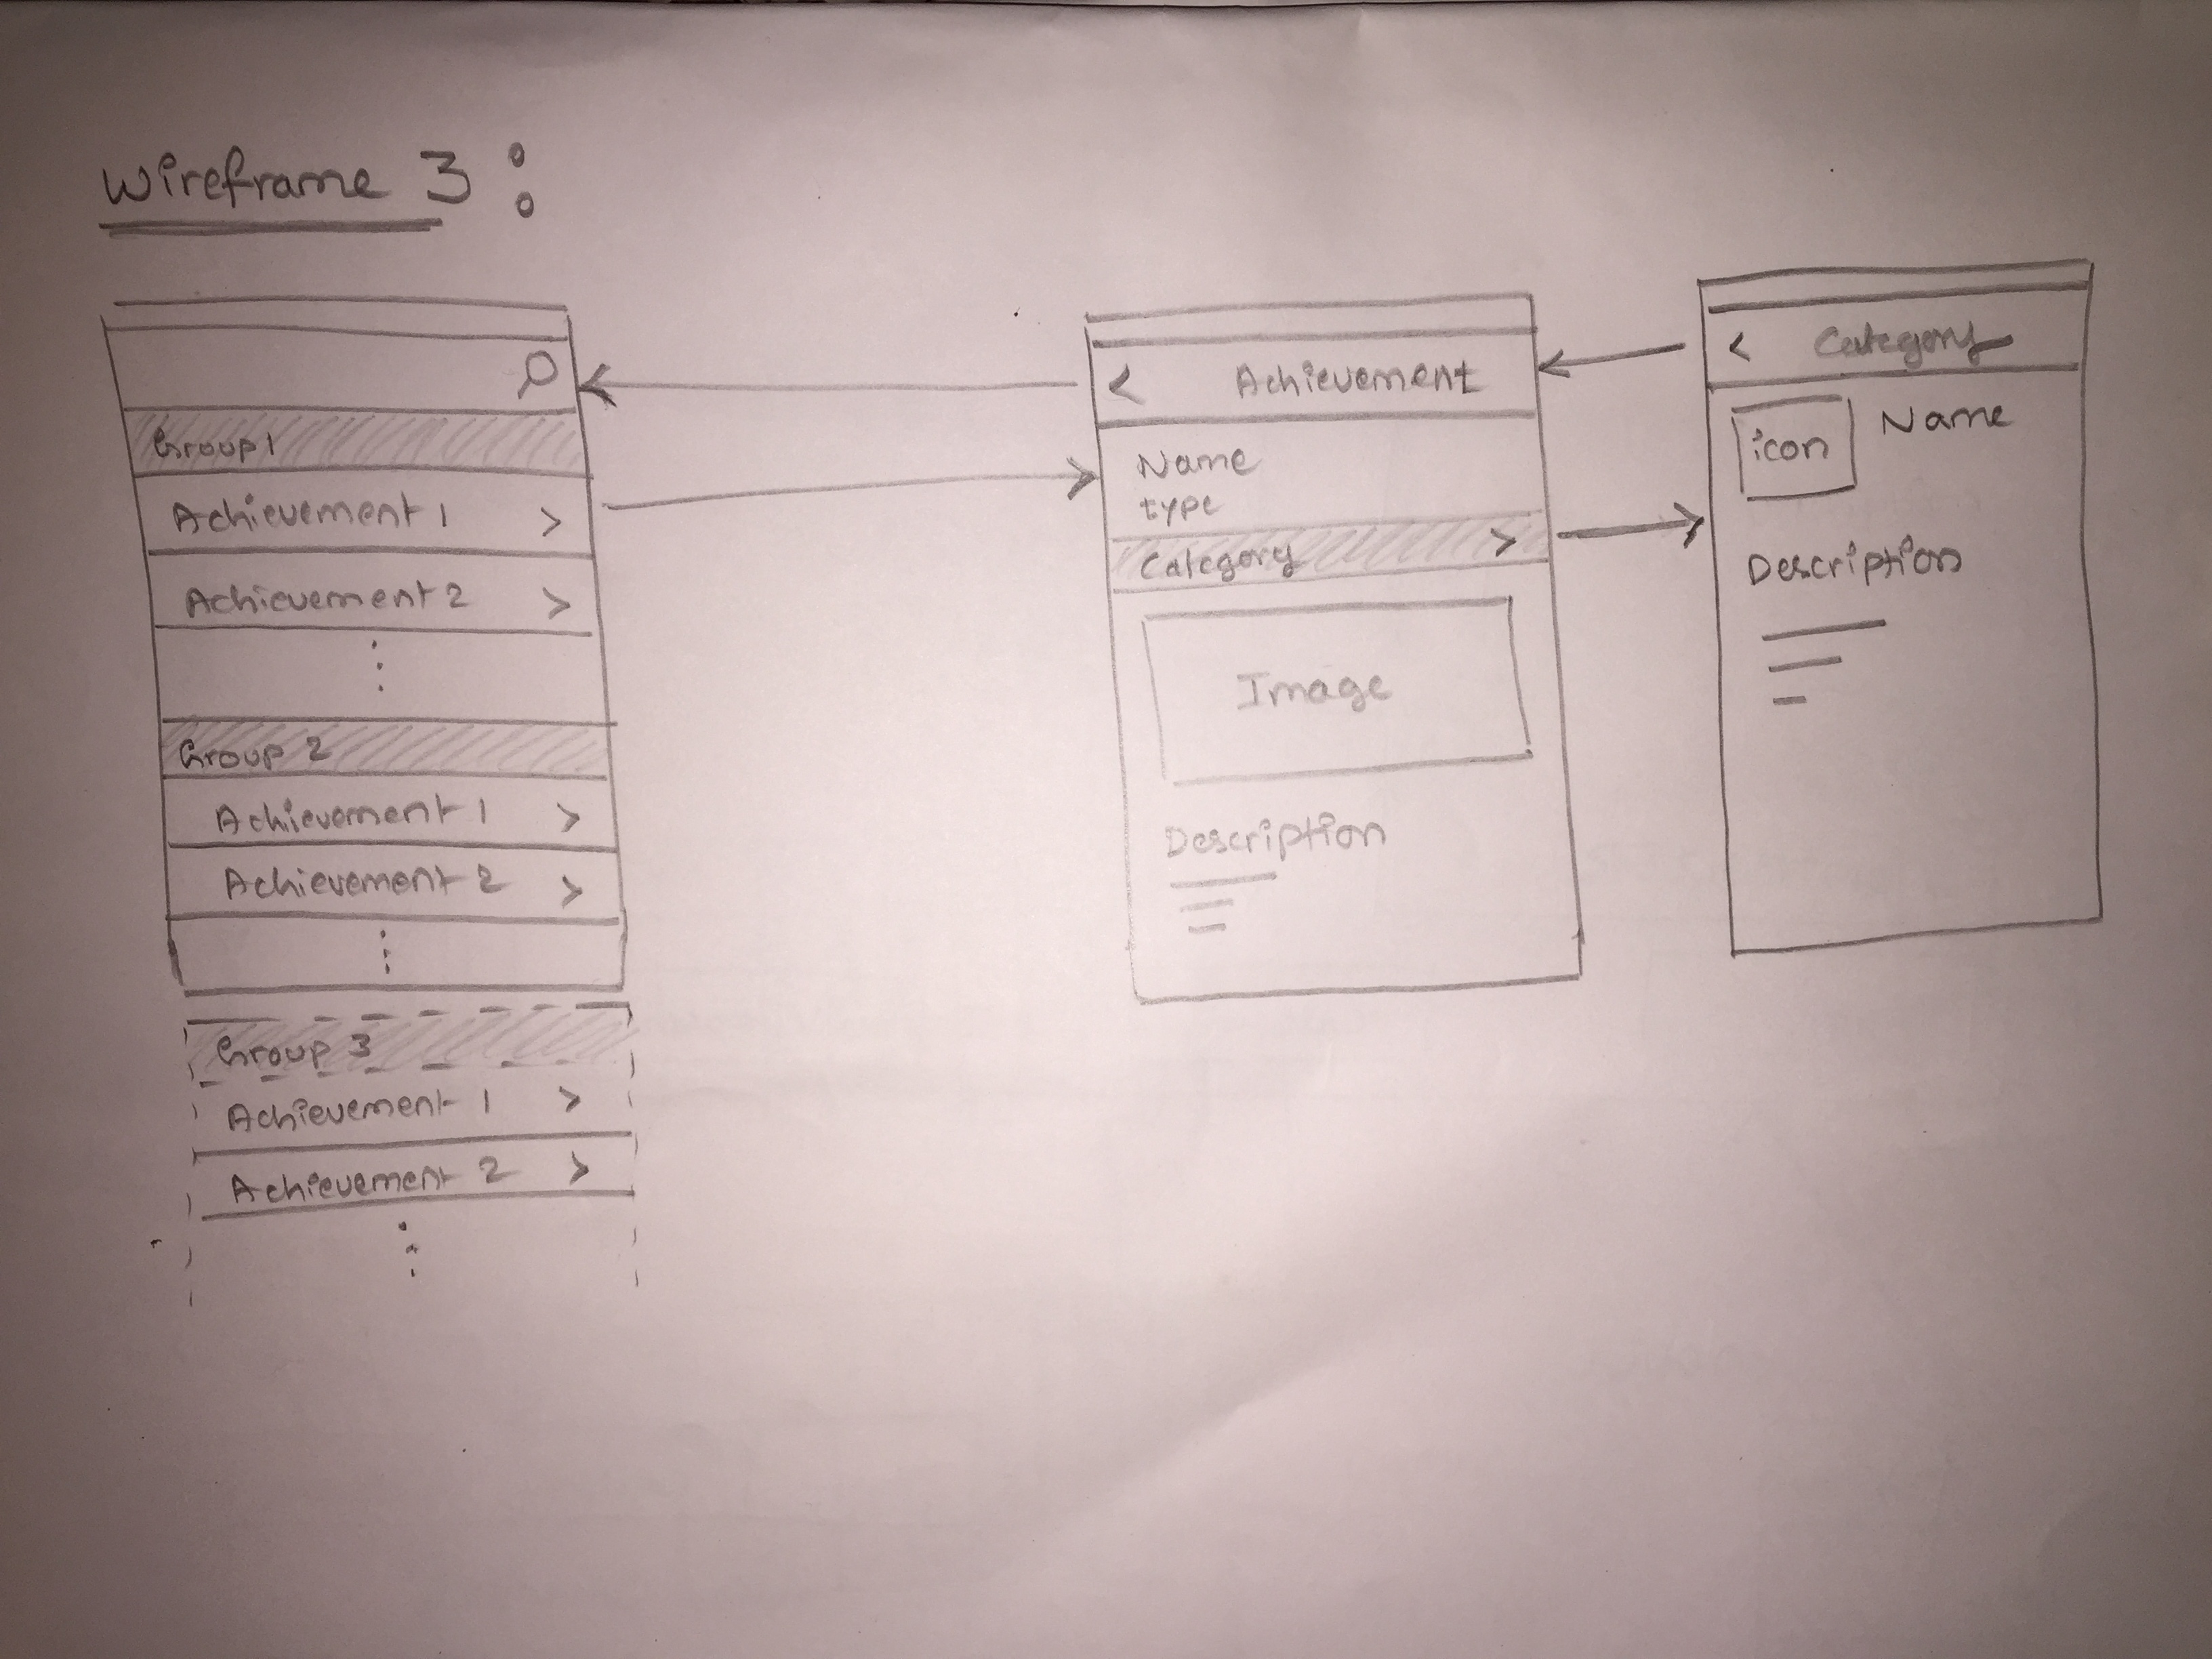 Wireframe 3 :
Group 1
Achievement 1 >
Achievement 2 >
Group 2
Achievement 1 >
Achievement 2 >
Group 3
Achievement 1 >
Achievement 2 >
< Achievement
Name
type
Category >
Image
Description
< Category
icon
Name
Description